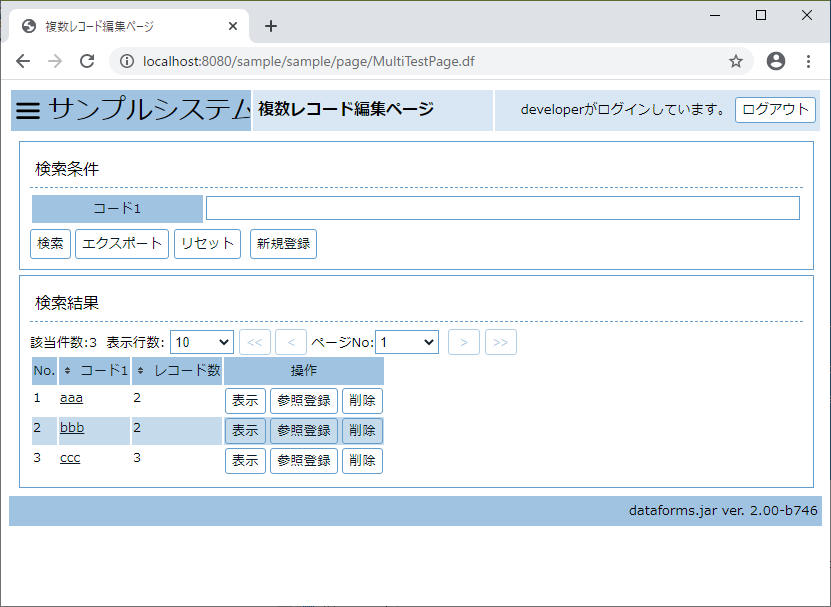 複数レコード編集ページ
localhost:8080/sample/sample/page/MultiTestPage.df
サンプルシステム 複数レコード編集ページ developerがログインしています。 ログアウト
検索条件
コード1
検索 エクスポート リセット 新規登録
検索結果
該当件数:3 表示行数: 10 << < ページNo: 1 > >>
No. コード1 レコード数 操作
1 aaa 2 表示 参照登録 削除
2 bbb 2 表示 参照登録 削除
3 ccc 3 表示 参照登録 削除
dataforms.jar ver. 2.00-b746